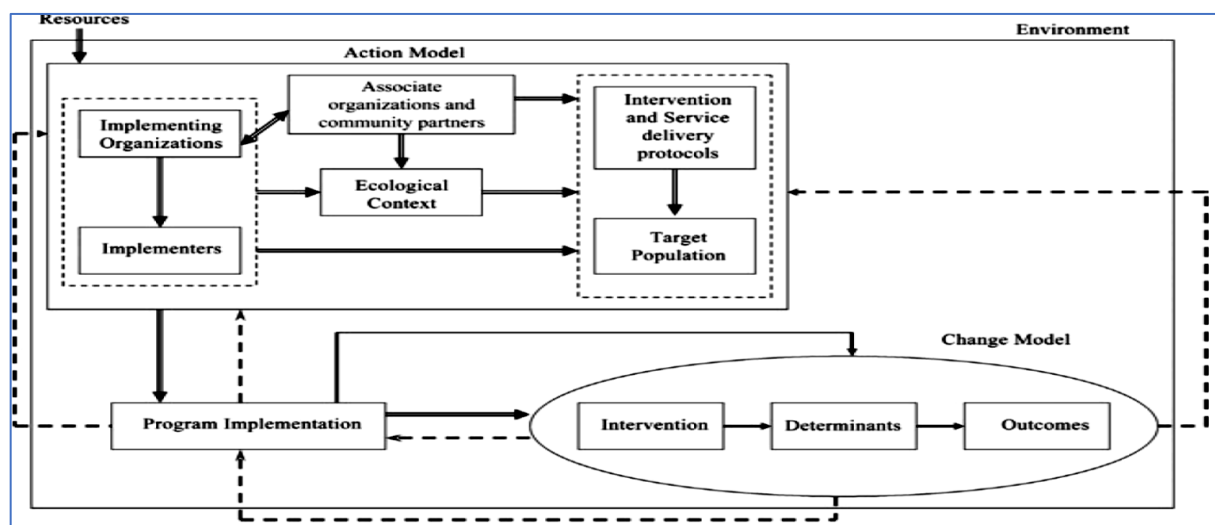 Resources
Environment
Action Model
Associate
organizations and
community partners
Implementing
Organizations
Intervention
and Service
delivery
protocols
Ecological
Context
Implementers
Target
Population
Change Model
Program Implementation
Intervention
Determinants
Outcomes